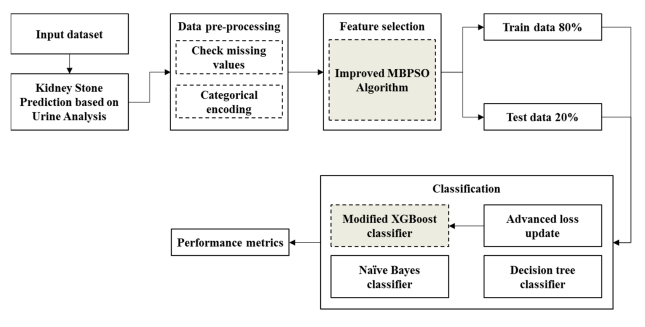 Input dataset
Kidney Stone
Prediction based on
Urine Analysis
Data pre-processing
Check missing
values
Categorical
encoding
Feature selection
Improved MBPSO
Algorithm
Train data 80%
Test data 20%
Classification
Modified XGBoost
classifier
Advanced loss
update
Naïve Bayes
classifier
Decision tree
classifier
Performance metrics